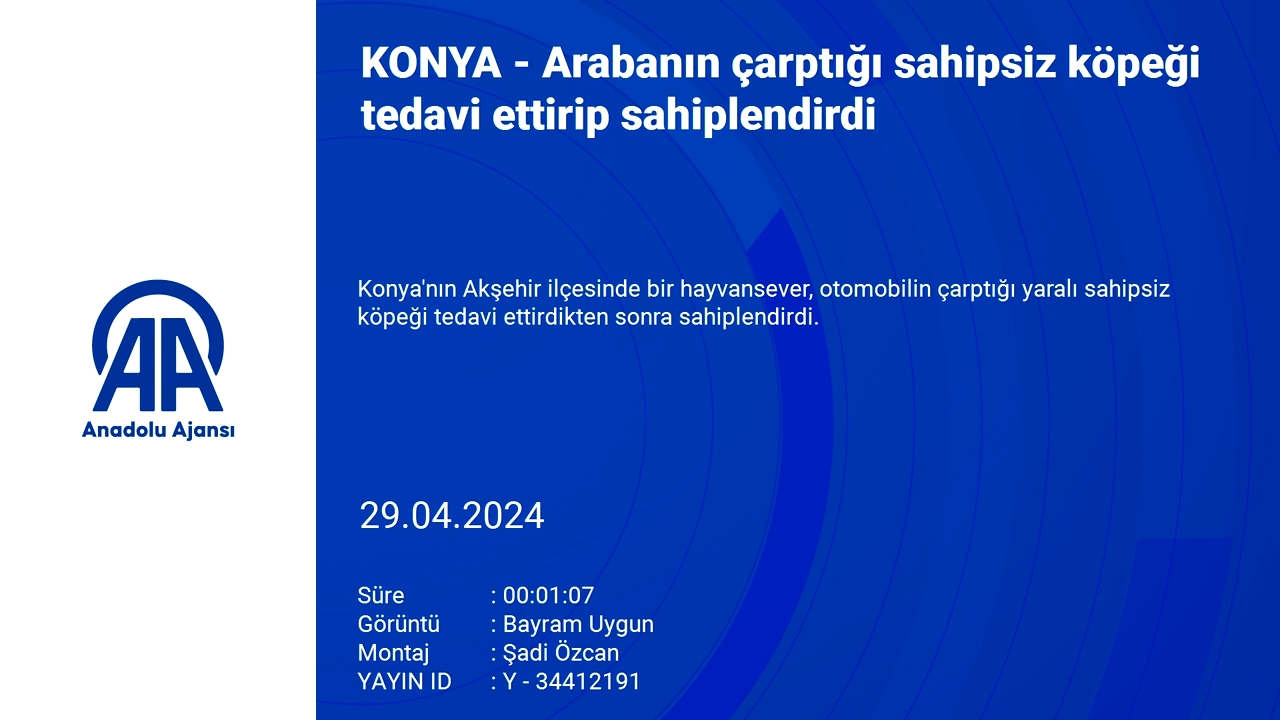 KONYA - Arabanın çarptığı sahipsiz köpeği
tedavi ettirip sahiplendirdi
Konya'nın Akşehir ilçesinde bir hayvansever, otomobilin çarptığı yaralı sahipsiz
köpeği tedavi ettirdikten sonra sahiplendirdi.
AA
Anadolu Ajansı
29.04.2024
Süre : 00:01:07
Görüntü : Bayram Uygun
Montaj : Şadi Özcan
YAYIN ID : Y - 34412191